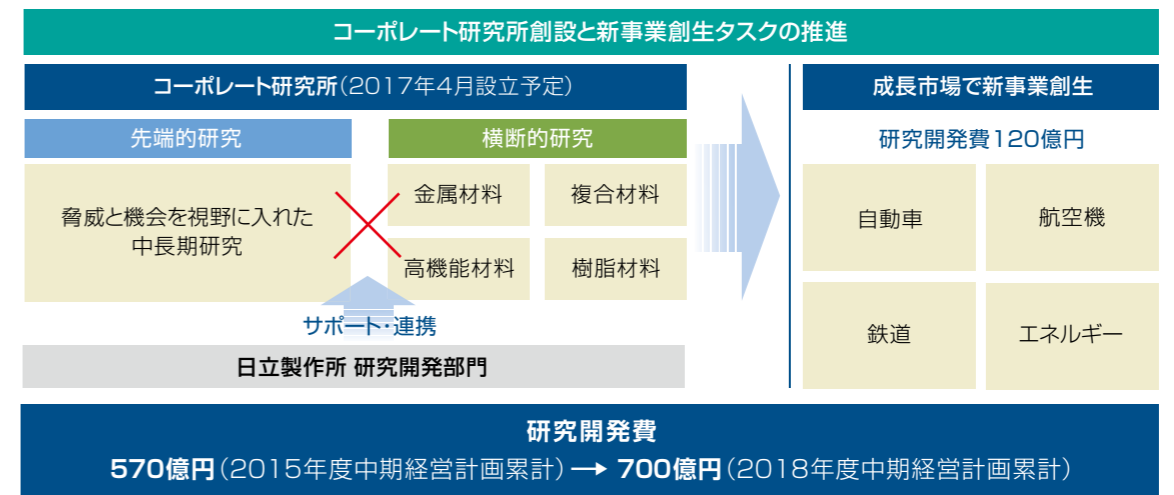 コーポレート研究所創設と新事業創生タスクの推進
コーポレート研究所(2017年4月設立予定)
先端的研究
横断的研究
脅威と機会を視野に入れた
中長期研究
金属材料
複合材料
高機能材料
樹脂材料
サポート・連携
日立製作所 研究開発部門
成長市場で新事業創生
研究開発費120億円
自動車
航空機
鉄道
エネルギー
研究開発費
570億円(2015年度中期経営計画累計)→ 700億円(2018年度中期経営計画累計)